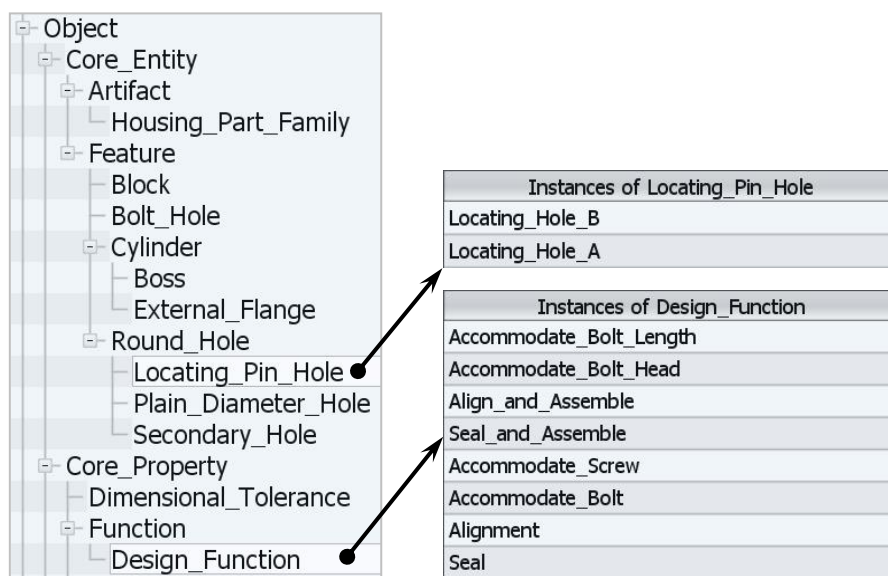 Object
Core_Entity
Artifact
Housing_Part_Family
Feature
Block
Bolt_Hole
Cylinder
Boss
External_Flange
Round_Hole
Locating_Pin_Hole
Plain_Diameter_Hole
Secondary_Hole
Core_Property
Dimensional_Tolerance
Function
Design_Function
Instances of Locating_Pin_Hole
Locating_Hole_B
Locating_Hole_A
Instances of Design_Function
Accommodate_Bolt_Length
Accommodate_Bolt_Head
Align_and_Assemble
Seal_and_Assemble
Accommodate_Screw
Accommodate_Bolt
Alignment
Seal